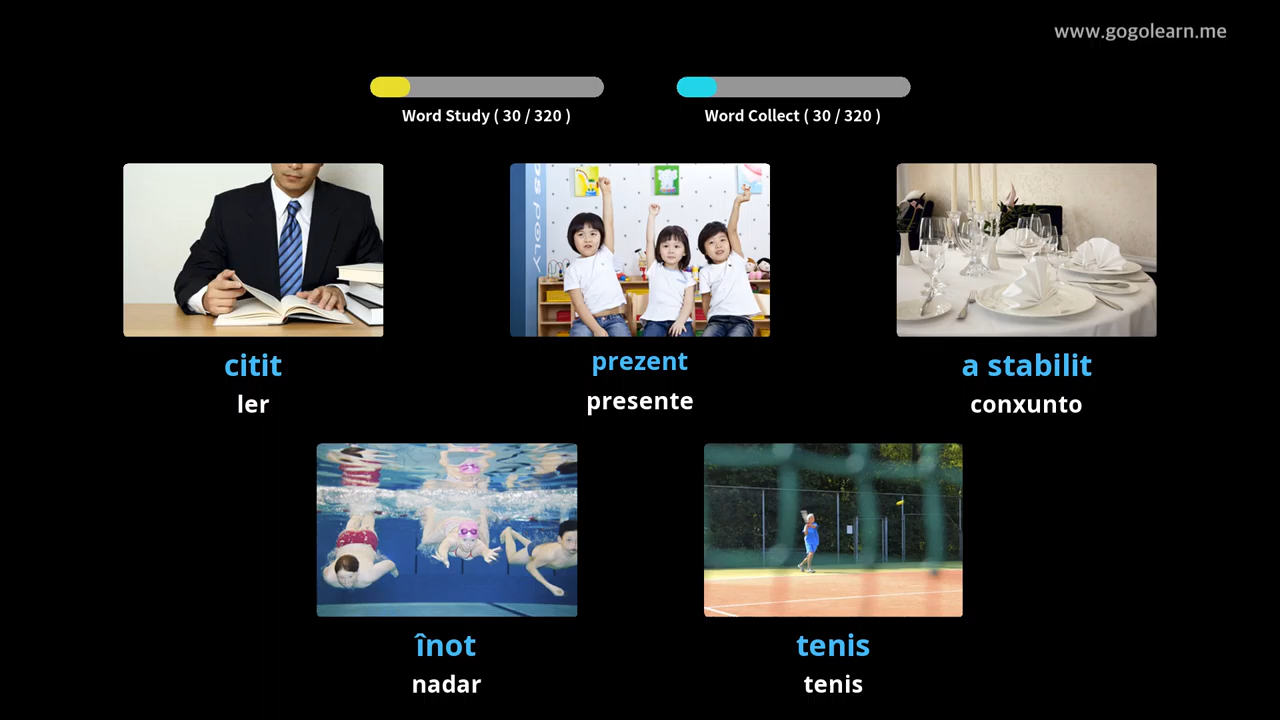 www.gogolearn.me
Word Study ( 30 / 320 )
Word Collect ( 30 / 320 )
citit
ler
prezent
presente
a stabilit
conxunto
înot
nadar
tenis
tenis